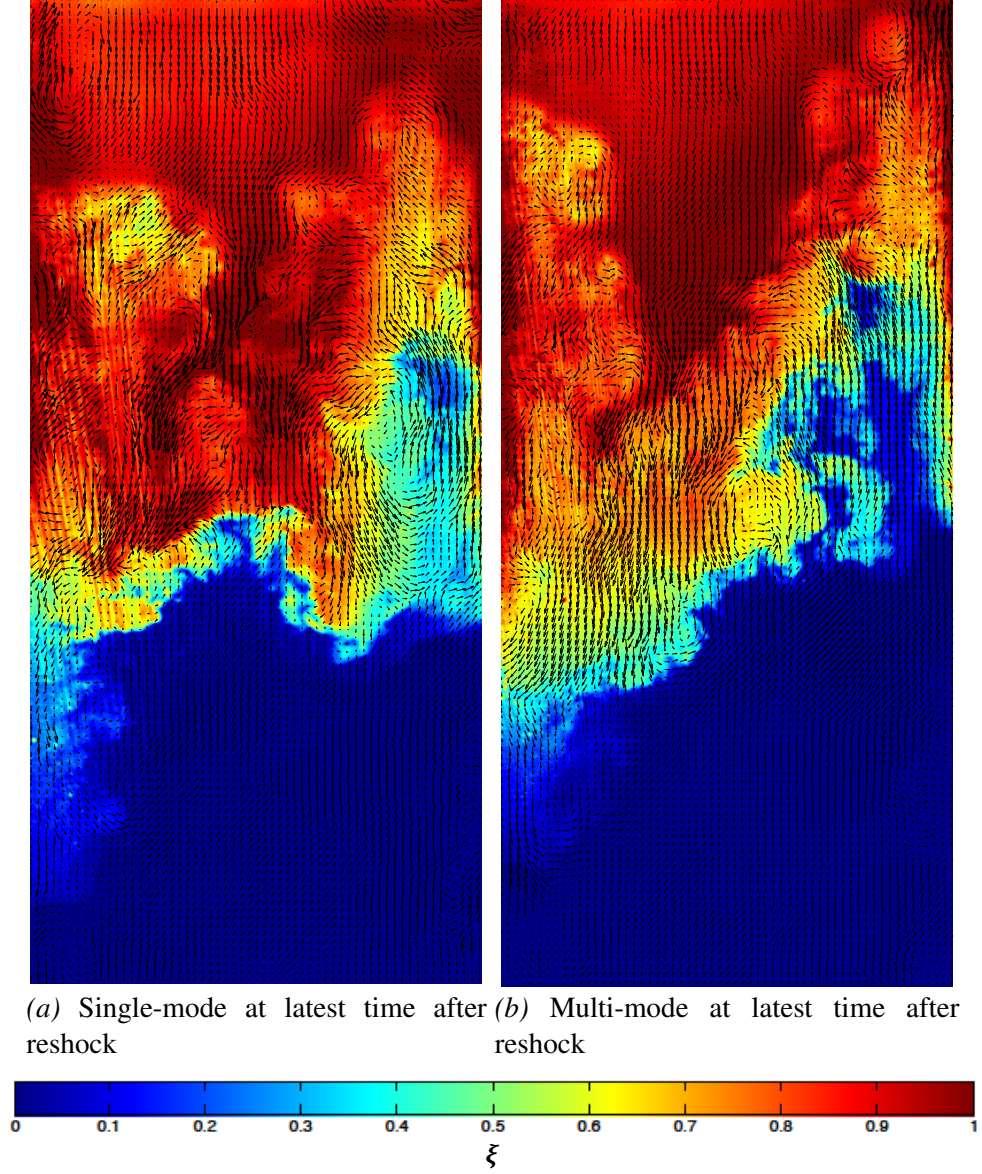 (a) Single-mode at latest time after
reshock
(b) Multi-mode at latest time after
reshock
0 0.1 0.2 0.3 0.4 0.5 0.6 0.7 0.8 0.9 1
ξ